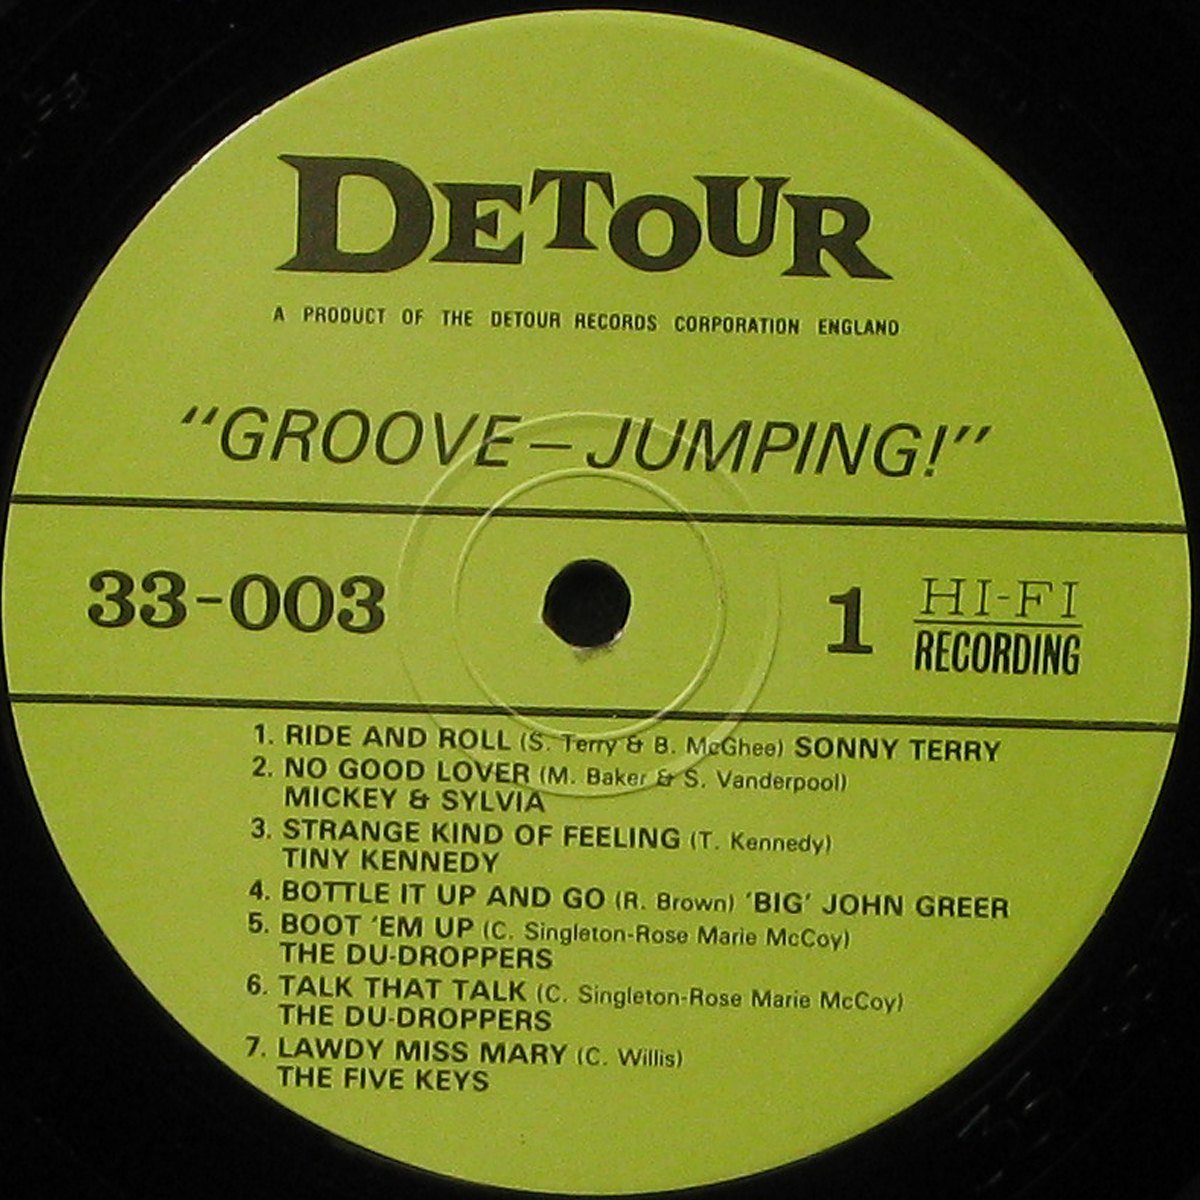 DETOUR
A PRODUCT OF THE DETOUR RECORDS CORPORATION ENGLAND
"GROOVE–JUMPING!"
33-003
1
HI-FI
RECORDING
1. RIDE AND ROLL (S. Terry & B. McGhee) SONNY TERRY
2. NO GOOD LOVER (M. Baker & S. Vanderpool)
MICKEY & SYLVIA
3. STRANGE KIND OF FEELING (T. Kennedy)
TINY KENNEDY
4. BOTTLE IT UP AND GO (R. Brown) 'BIG' JOHN GREER
5. BOOT 'EM UP (C. Singleton-Rose Marie McCoy)
THE DU-DROPPERS
6. TALK THAT TALK (C. Singleton-Rose Marie McCoy)
THE DU-DROPPERS
7. LAWDY MISS MARY (C. Willis)
THE FIVE KEYS